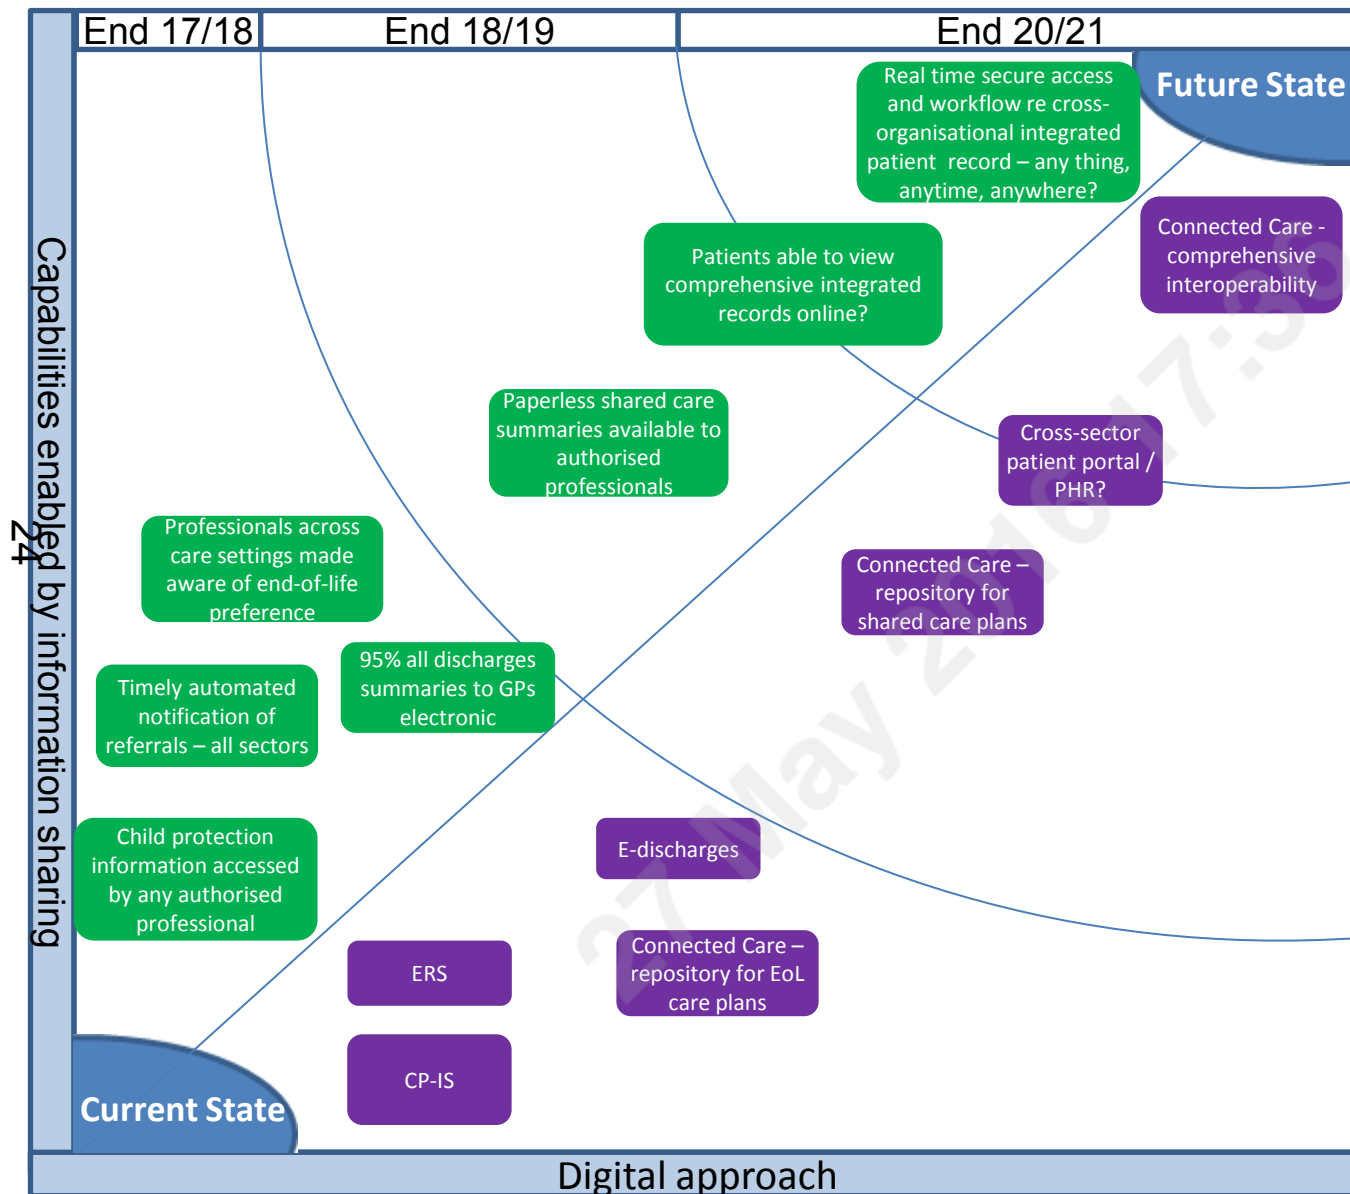 End 17/18
End 18/19
End 20/21
Future State
Real time secure access
and workflow re cross-
organisational integrated
patient record – any thing,
anytime, anywhere?
Connected Care -
comprehensive
interoperability
Patients able to view
comprehensive integrated
records online?
Paperless shared care
summaries available to
authorised
professionals
Cross-sector
patient portal /
PHR?
Professionals across
care settings made
aware of end-of-life
preference
Connected Care –
repository for
shared care plans
95% all discharges
summaries to GPs
electronic
Timely automated
notification of
referrals – all sectors
Child protection
information accessed
by any authorised
professional
E-discharges
ERS
Connected Care –
repository for EoL
care plans
CP-IS
Current State
Capabilities enabled by information sharing
24
Digital approach
27 May 2016 17:36